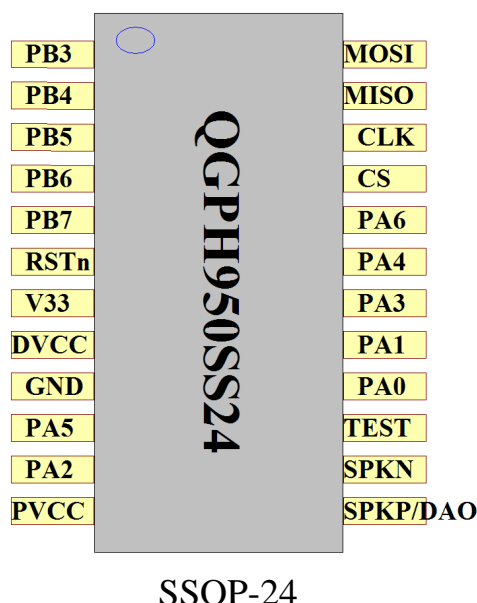 PB3 MOSI
PB4 MISO
PB5 CLK
PB6 CS
PB7 PA6
RSTn PA4
V33 PA3
DVCC PA1
GND PA0
PA5 TEST
PA2 SPKN
PVCC SPKP/DAO
QGPH950SS24
SSOP-24